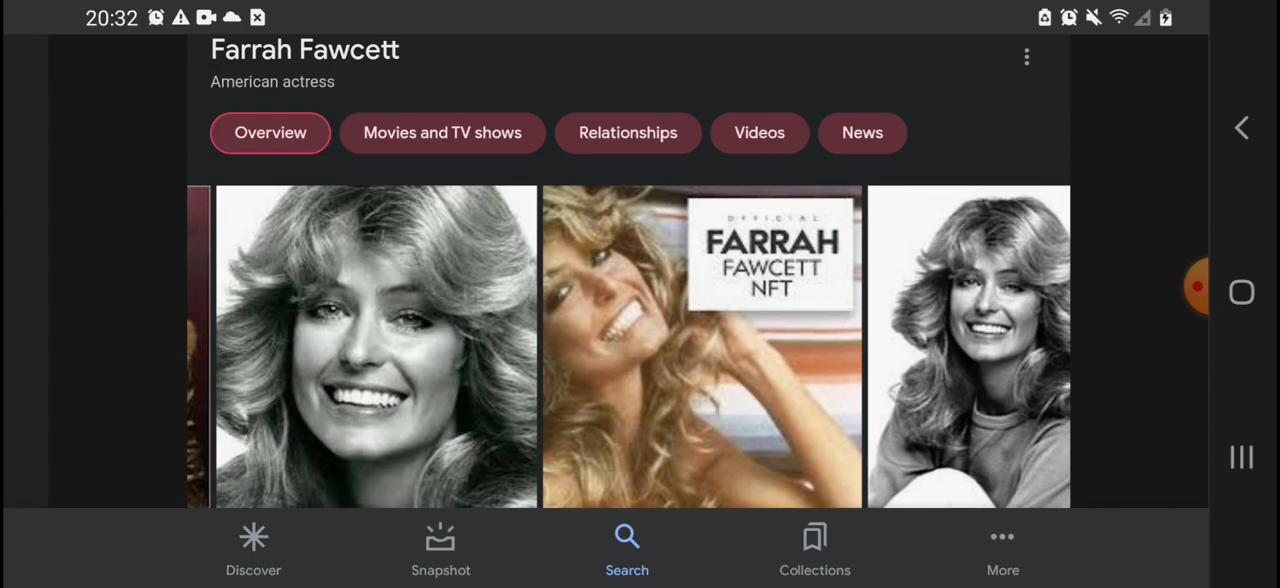 20:32
Farrah Fawcett
American actress
Overview
Movies and TV shows
Relationships
Videos
News
OFFICIAL
FARRAH
FAWCETT
NFT
Discover
Snapshot
Search
Collections
More